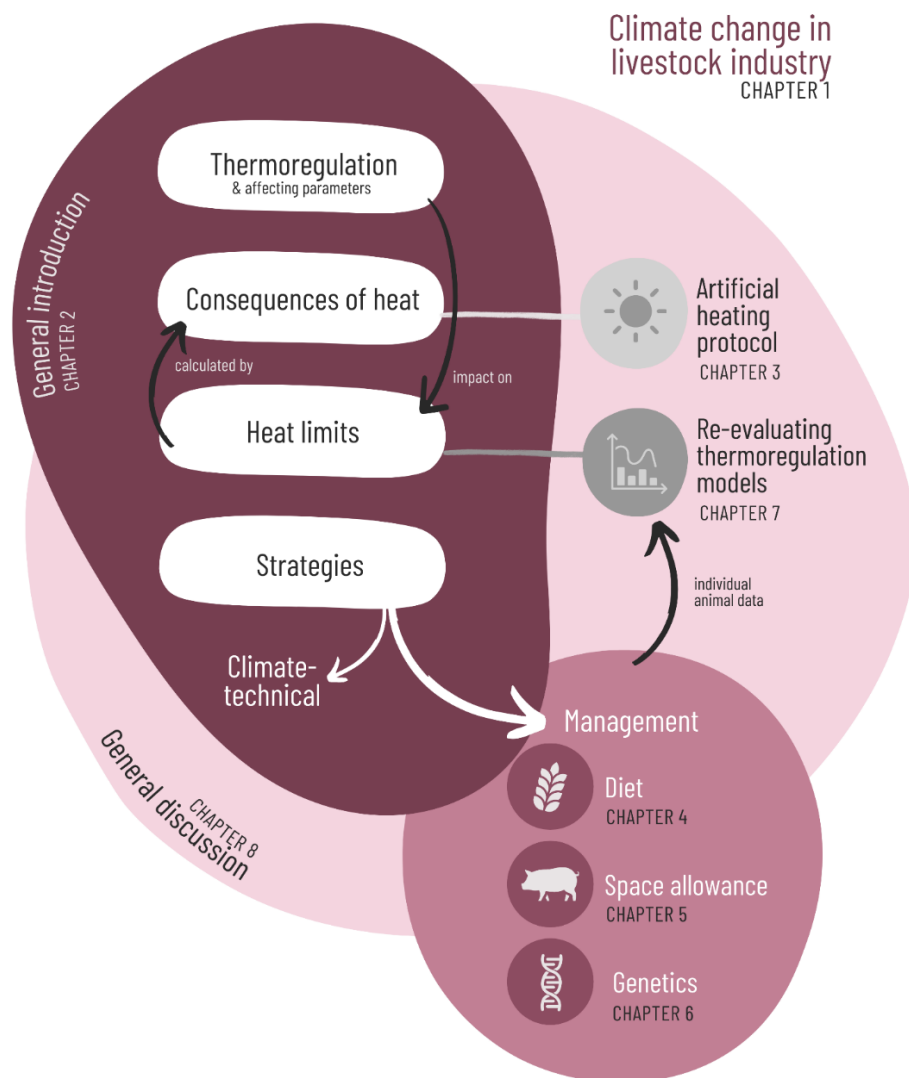 Climate change in
livestock industry
CHAPTER 1
General introduction
CHAPTER 2
Thermoregulation
& affecting parameters
Consequences of heat
calculated by
impact on
Heat limits
Strategies
Climate-
technical
Artificial
heating
protocol
CHAPTER 3
Re-evaluating
thermoregulation
models
CHAPTER 7
individual
animal data
Management
Diet
CHAPTER 4
Space allowance
CHAPTER 5
Genetics
CHAPTER 6
CHAPTER 8
General discussion